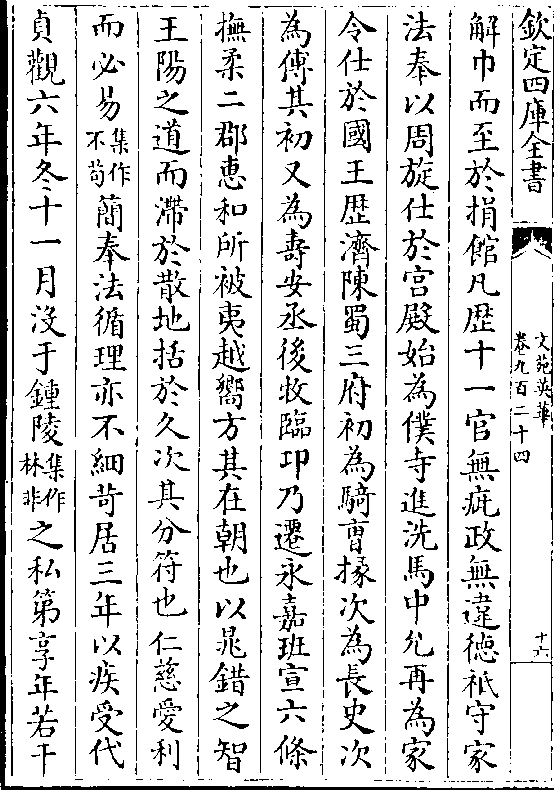 欽定四庫全書
文苑英華
卷九百二十四
十六
解巾而至於捐館凡歴十一官無疵政無違徳祇守家
法奉以周旋仕於宫殿始為僕寺進洗馬中允再為家
令仕於國王歴濟陳蜀三府初為騎曹掾次為長史次
為傅其初又為壽安丞後牧臨卭乃遷永嘉班宣六條
撫柔二郡惠和所被夷越嚮方其在朝也以鼂錯之智
王陽之道而滯於散地括於久次其分符也仁慈愛利
而必易集作不苟簡奉法循理亦不細苛居三年以疾受代
貞觀六年冬十一月沒于鍾陵集作林非之私第享年若干